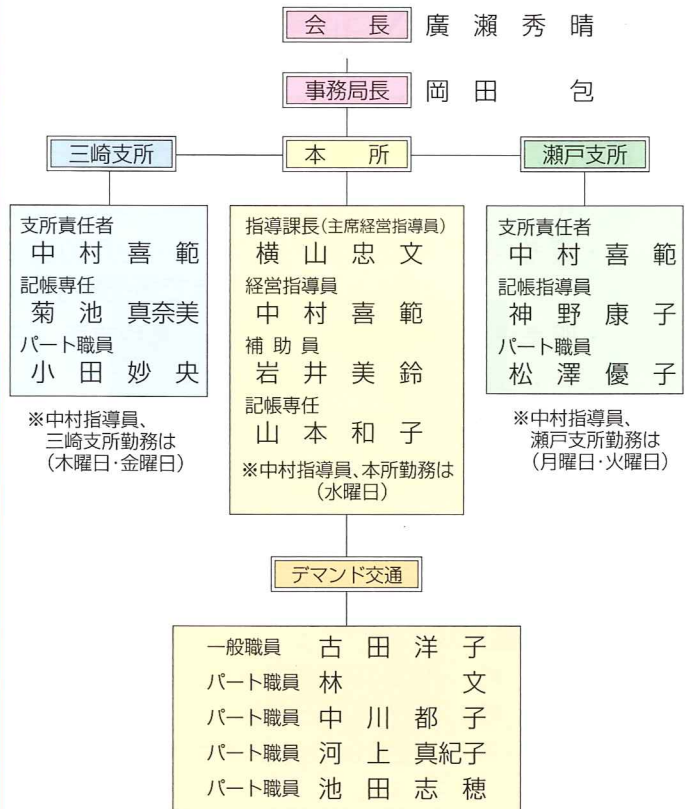 会長 廣瀬秀晴
事務局長 岡田 包
三崎支所
本所
瀬戸支所
支所責任者
中村喜範
記帳専任
菊池真奈美
パート職員
小田妙央
※中村指導員、
三崎支所勤務は
(木曜日・金曜日)
指導課長(主席経営指導員)
横山忠文
経営指導員
中村喜範
補助員
岩井美鈴
記帳専任
山本和子
※中村指導員、本所勤務は
(水曜日)
支所責任者
中村喜範
記帳指導員
神野康子
パート職員
松澤優子
※中村指導員、
瀬戸支所勤務は
(月曜日・火曜日)
デマンド交通
一般職員 古田洋子
パート職員 林 文
パート職員 中川都子
パート職員 河上真紀子
パート職員 池田志穂